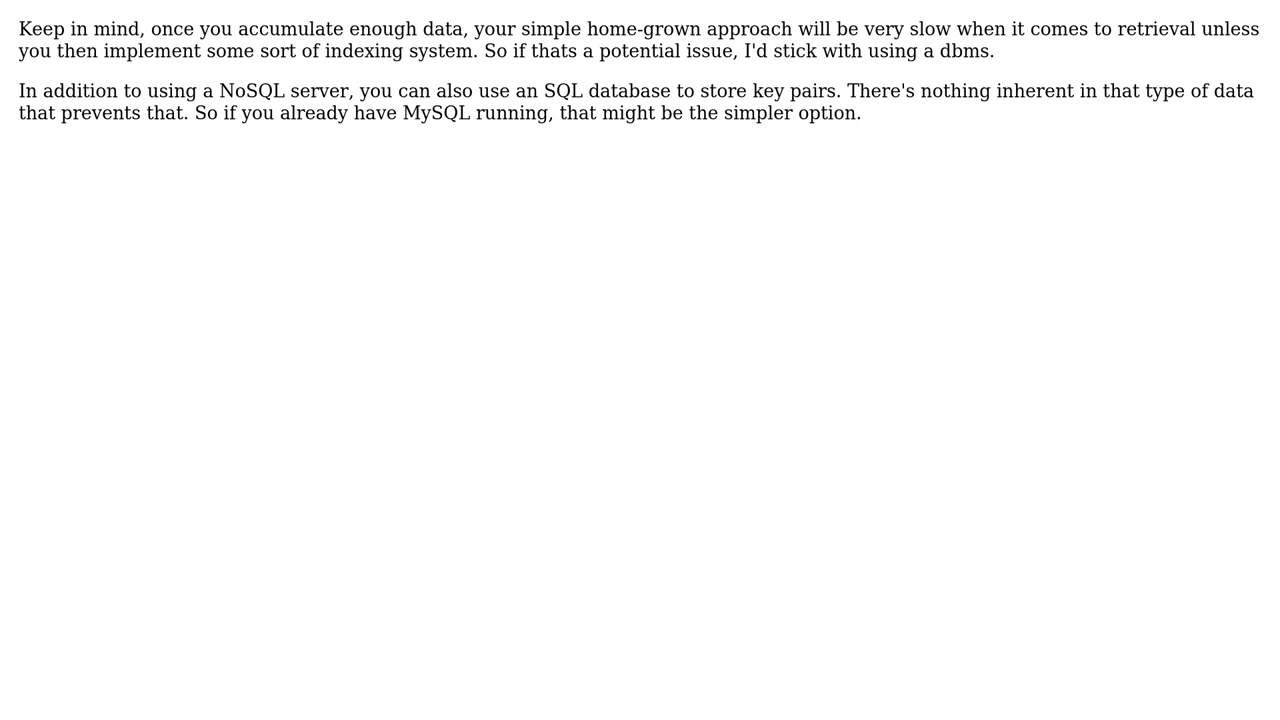 Keep in mind, once you accumulate enough data, your simple home-grown approach will be very slow when it comes to retrieval unless
you then implement some sort of indexing system. So if thats a potential issue, I'd stick with using a dbms.
In addition to using a NoSQL server, you can also use an SQL database to store key pairs. There's nothing inherent in that type of data
that prevents that. So if you already have MySQL running, that might be the simpler option.